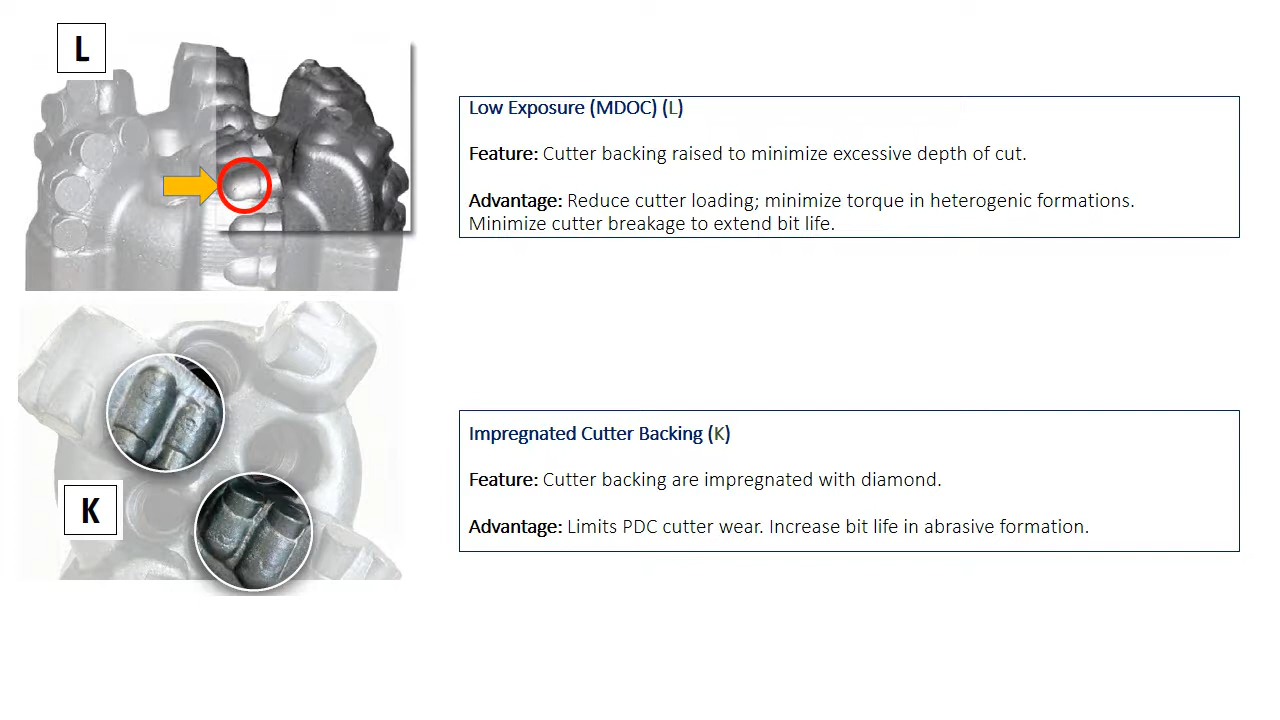 L
Low Exposure (MDOC) (L)
Feature: Cutter backing raised to minimize excessive depth of cut.
Advantage: Reduce cutter loading; minimize torque in heterogenic formations.
Minimize cutter breakage to extend bit life.
K
Impregnated Cutter Backing (K)
Feature: Cutter backing are impregnated with diamond.
Advantage: Limits PDC cutter wear. Increase bit life in abrasive formation.